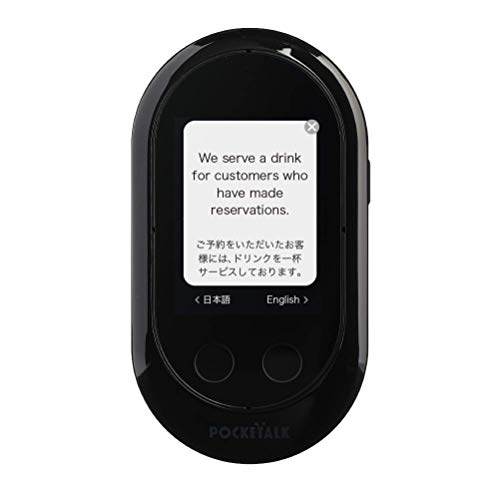 We serve a drink
for customers who
have made
reservations.
ご予約をいただいたお客
様には、ドリンクを一杯
サービスしております。
< 日本語 English >
POCKETALK